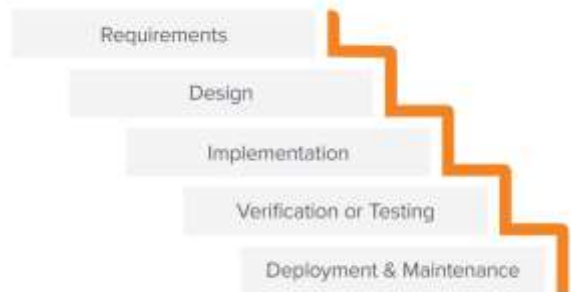 Requirements
Design
Implementation
Verification or Testing
Deployment & Maintenance